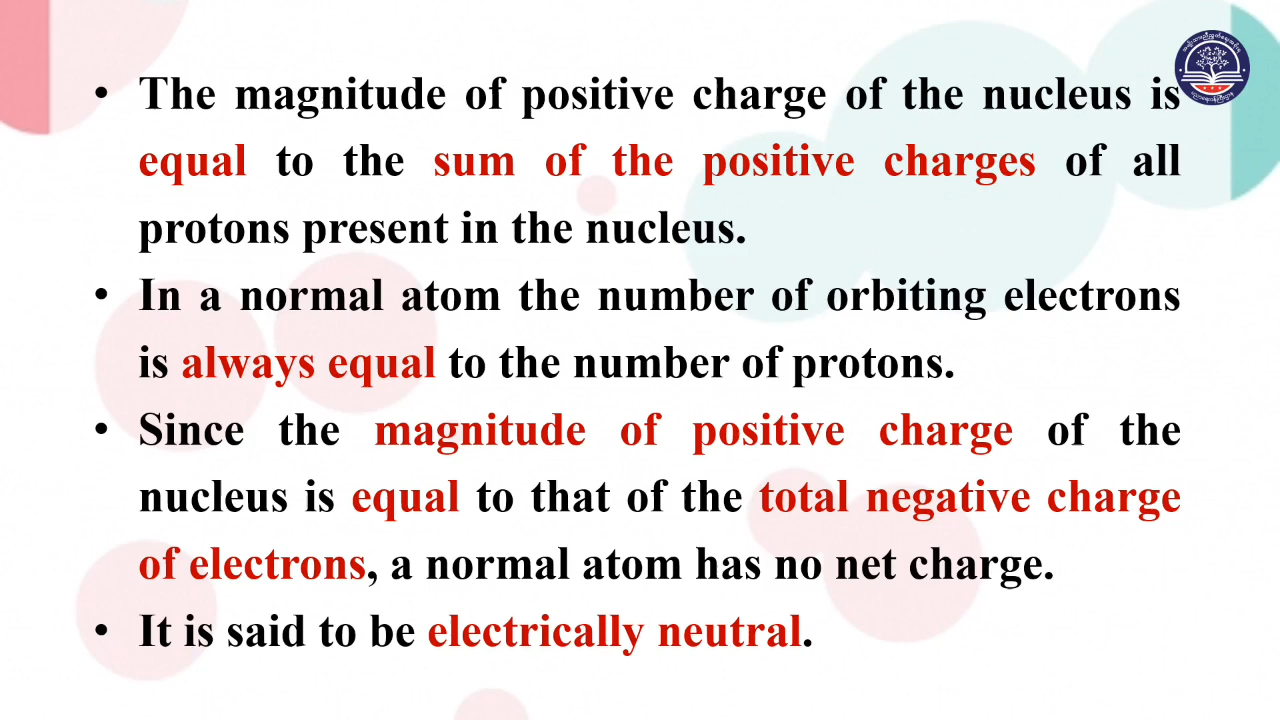 • The magnitude of positive charge of the nucleus is
equal to the sum of the positive charges of all
protons present in the nucleus.
• In a normal atom the number of orbiting electrons
is always equal to the number of protons.
• Since the magnitude of positive charge of the
nucleus is equal to that of the total negative charge
of electrons, a normal atom has no net charge.
• It is said to be electrically neutral.